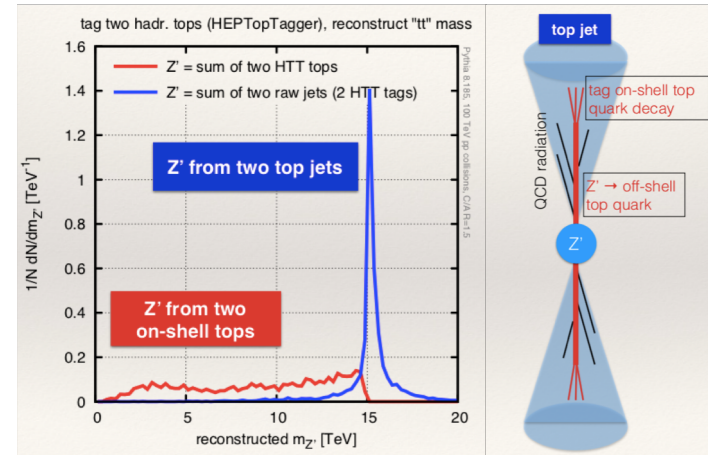 tag two hadr. tops (HEPTopTagger), reconstruct "tt" mass
1.6
1.4
1.2
1
0.8
0.6
0.4
0.2
0
1/N dN/dm_Z' [TeV⁻¹]
Z' = sum of two HTT tops
Z' = sum of two raw jets (2 HTT tags)
Z' from two top jets
Z' from two
on-shell tops
0
5
10
15
20
reconstructed m_Z' [TeV]
Pythia 8.185, 100 TeV pp collisions, C/A R=1.5
top jet
tag on-shell top
quark decay
QCD radiation
Z' → off-shell
top quark
Z'